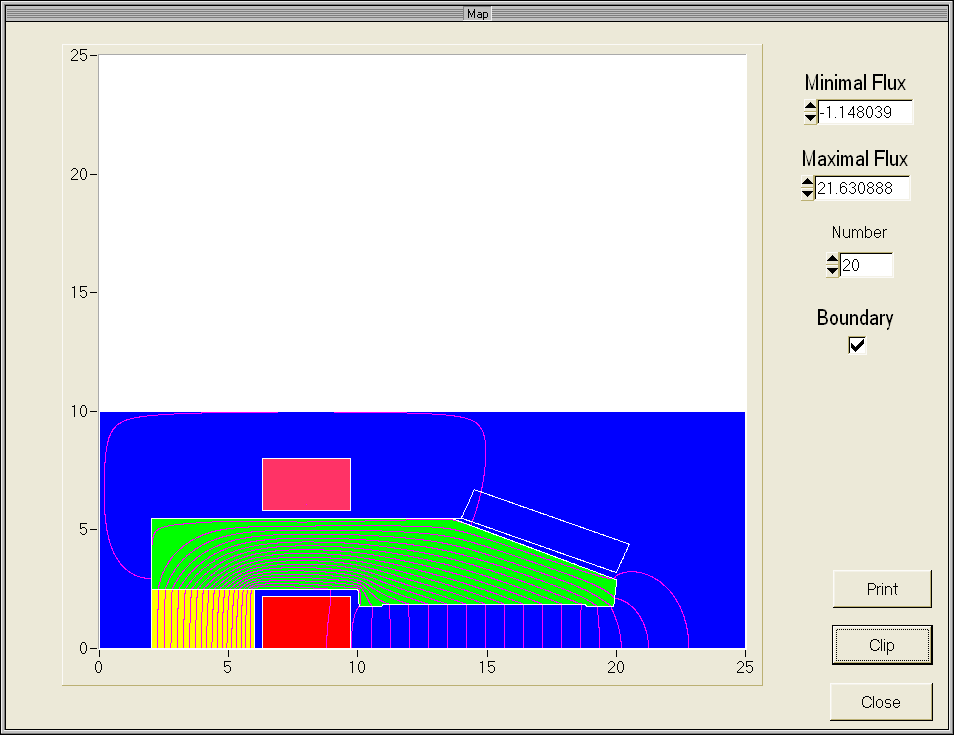 Map
25
20
15
10
5
0
0 5 10 15 20 25
Minimal Flux
-1.148039
Maximal Flux
21.630888
Number
20
Boundary
Print
Clip
Close